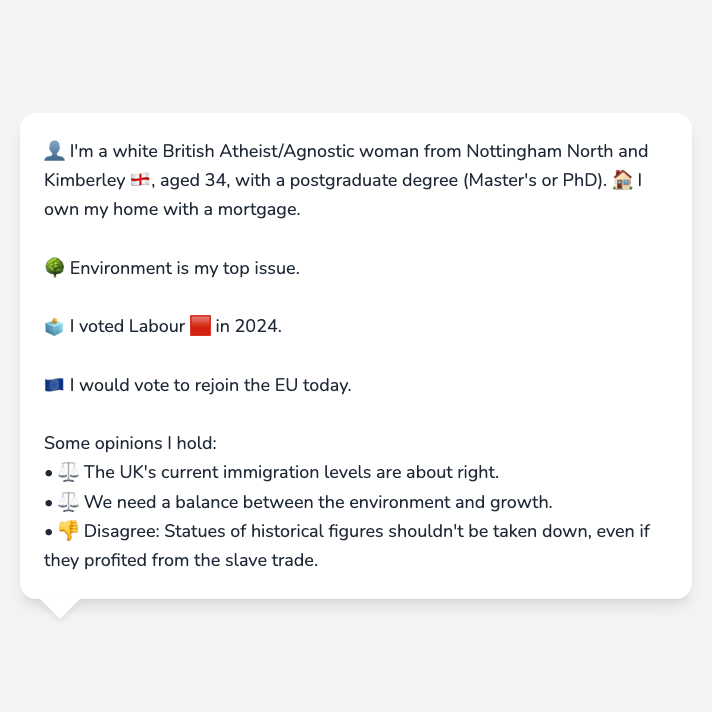 👤 I'm a white British Atheist/Agnostic woman from Nottingham North and
Kimberley 🏴󠁧󠁢󠁥󠁮󠁧󠁿, aged 34, with a postgraduate degree (Master's or PhD). 🏠 I
own my home with a mortgage.
🌳 Environment is my top issue.
🗳️ I voted Labour 🟥 in 2024.
🇪🇺 I would vote to rejoin the EU today.
Some opinions I hold:
• ⚖️ The UK's current immigration levels are about right.
• ⚖️ We need a balance between the environment and growth.
• 👎 Disagree: Statues of historical figures shouldn't be taken down, even if
they profited from the slave trade.